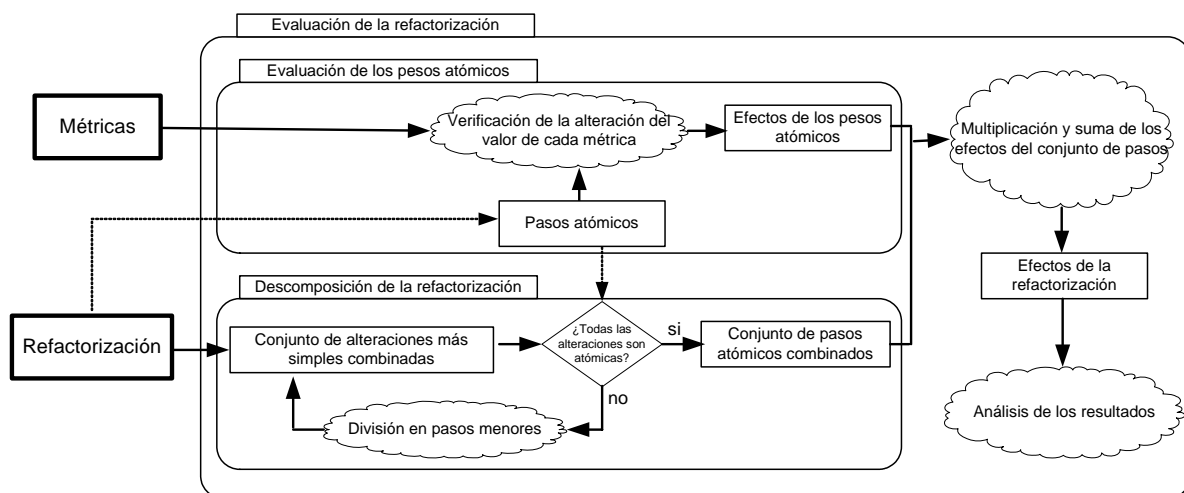 Evaluación de la refactorización
Evaluación de los pesos atómicos
Métricas
Verificación de la alteración del
valor de cada métrica
Efectos de los pesos
atómicos
Multiplicación y suma de los
efectos del conjunto de pasos
Pasos atómicos
Efectos de la
refactorización
Descomposición de la refactorización
Refactorización
Conjunto de alteraciones más
simples combinadas
¿Todas las
alteraciones son
atómicas?
si
Conjunto de pasos
atómicos combinados
no
División en pasos menores
Análisis de los resultados